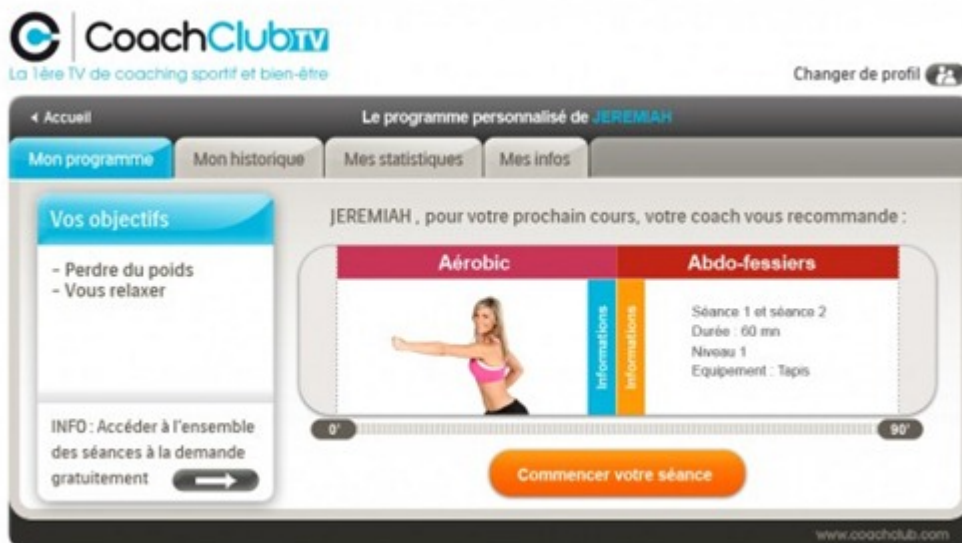 CoachClubTV
La 1ère TV de coaching sportif et bien-être
Changer de profil
Accueil
Le programme personnalisé de JEREMIAH
Mon programme
Mon historique
Mes statistiques
Mes infos
Vos objectifs
- Perdre du poids
- Vous relaxer
INFO : Accéder à l'ensemble
des séances à la demande
gratuitement
JEREMIAH , pour votre prochain cours, votre coach vous recommande :
Aérobic
Abdo-fessiers
Informations
Informations
Séance 1 et séance 2
Durée : 60 mn
Niveau 1
Equipement : Tapis
0'
90'
Commencer votre séance
www.coachclub.com